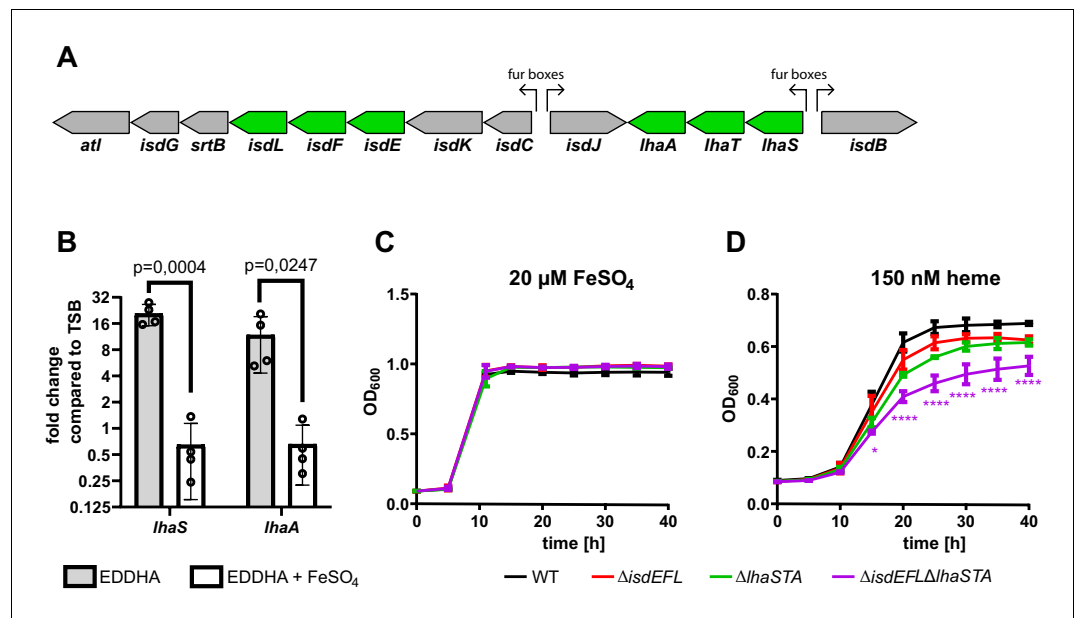 A
fur boxes
fur boxes
atl isdG srtB isdL isdF isdE isdK isdC isdJ lhaA lhaT lhaS isdB
B
p=0,0004 p=0,0247
fold change
compared to TSB
32
16
8
4
2
1
0.5
0.25
0.125
lhaS lhaA
EDDHA EDDHA + FeSO₄
C
20 µM FeSO₄
OD₆₀₀
1.5
1.0
0.5
0.0
0 10 20 30 40
time [h]
D
150 nM heme
OD₆₀₀
0.8
0.6
0.4
0.2
0.0
* **** **** **** **** ****
0 10 20 30 40
time [h]
WT ΔisdEFL ΔlhaSTA ΔisdEFLΔlhaSTA